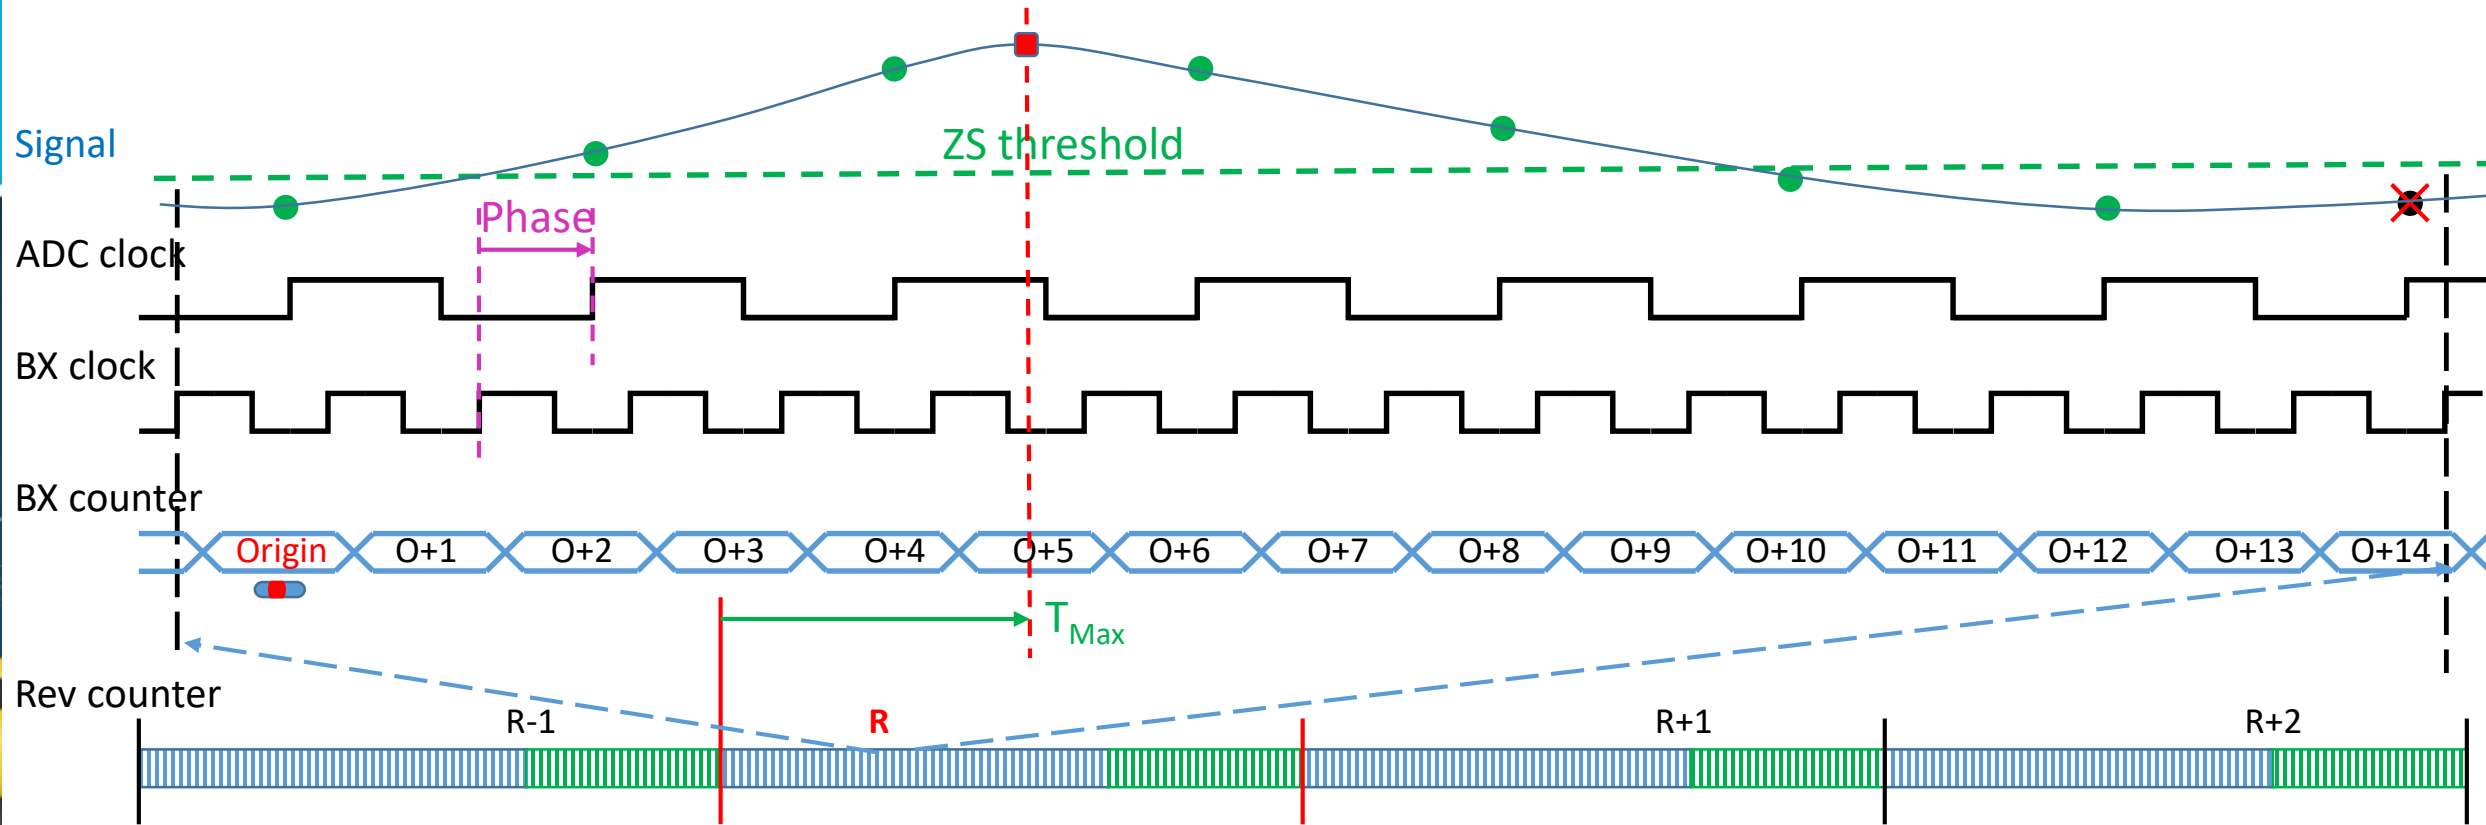 Signal
ZS threshold
Phase
ADC clock
BX clock
BX counter
Origin O+1 O+2 O+3 O+4 O+5 O+6 O+7 O+8 O+9 O+10 O+11 O+12 O+13 O+14
TMax
Rev counter
R-1 R R+1 R+2